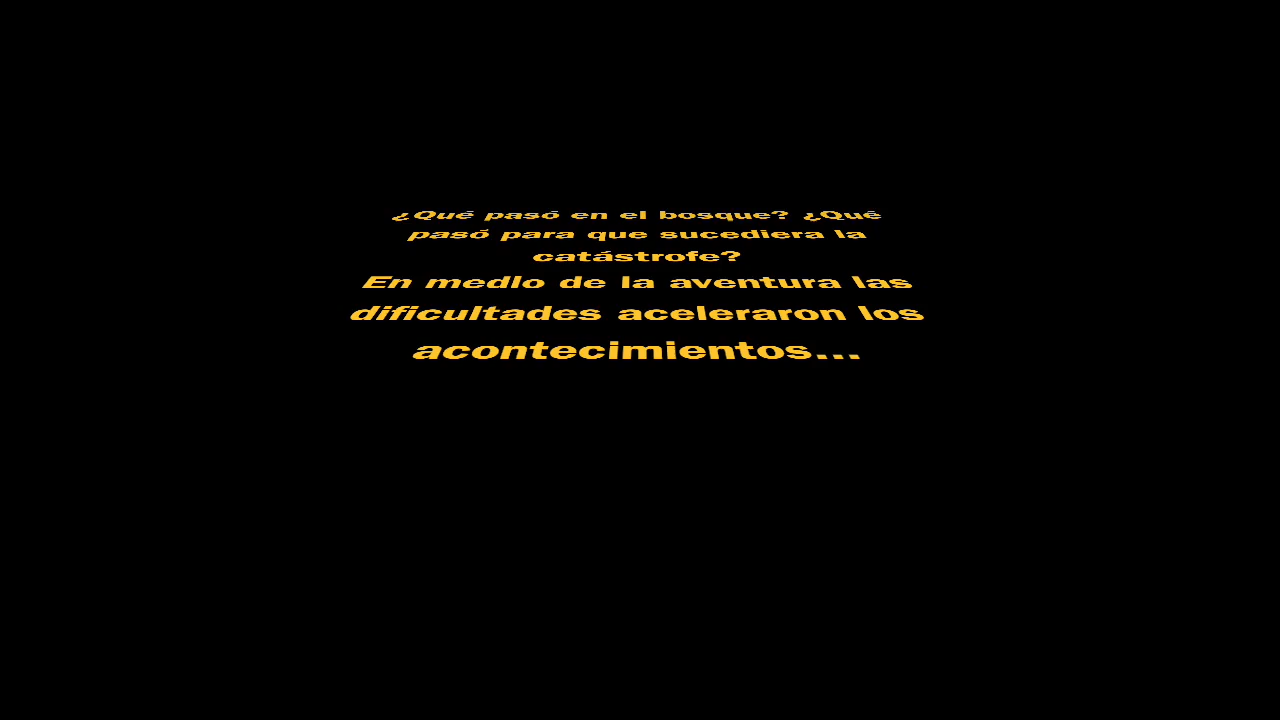 ¿Qué pasó en el bosque? ¿Qué
pasó para que sucediera la
catástrofe?
En medio de la aventura las
dificultades aceleraron los
acontecimientos...